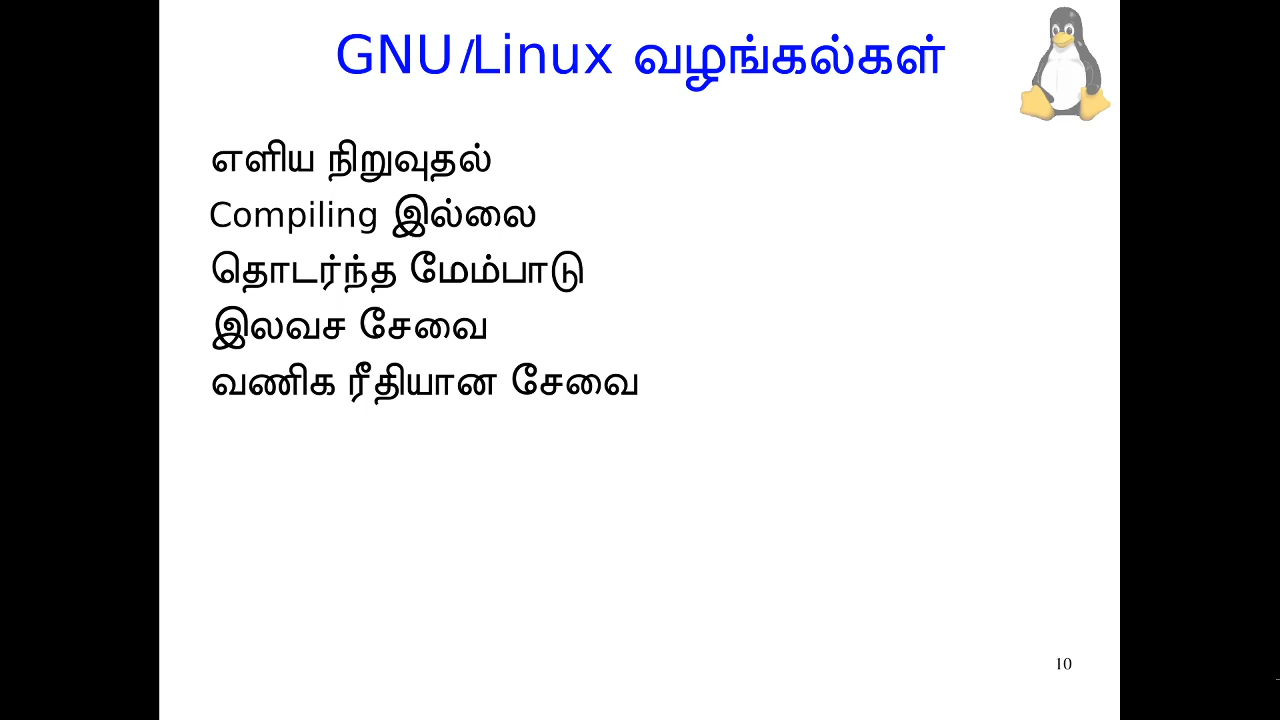 GNU/Linux வழங்கல்கள்
எளிய நிறுவுதல்
Compiling இல்லை
தொடர்ந்த மேம்பாடு
இலவச சேவை
வணிக ரீதியான சேவை
10